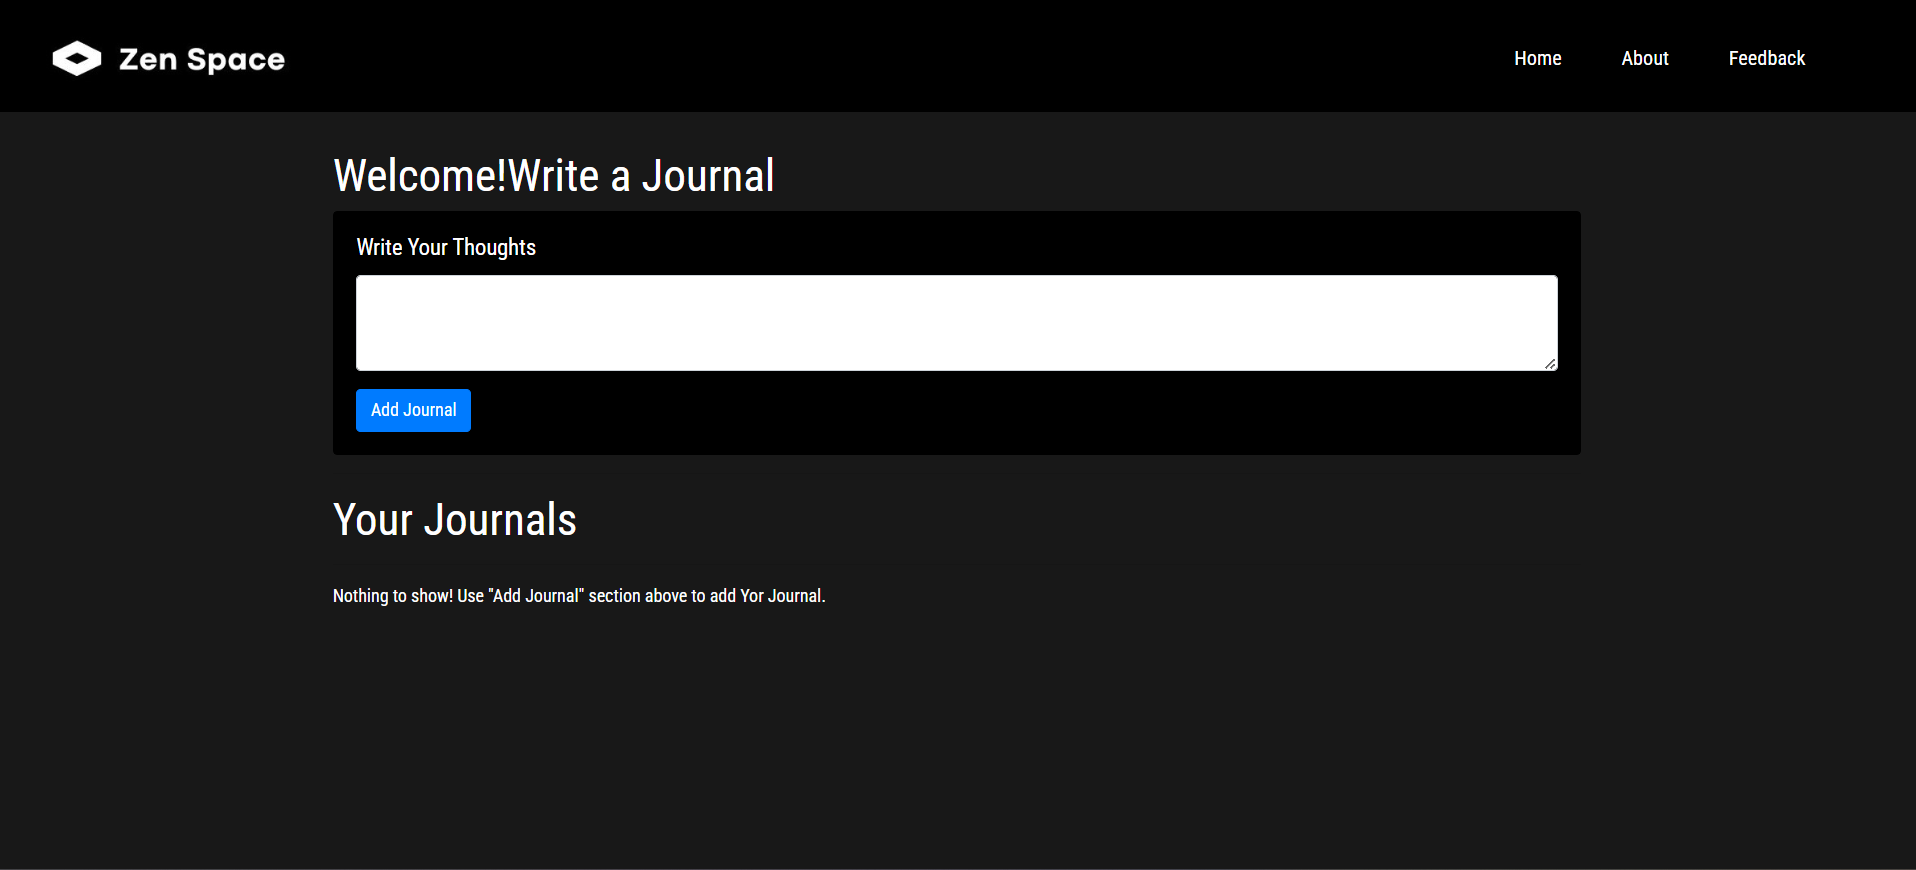 Zen Space
Home About Feedback
Welcome!Write a Journal
Write Your Thoughts
Add Journal
Your Journals
Nothing to show! Use "Add Journal" section above to add Yor Journal.